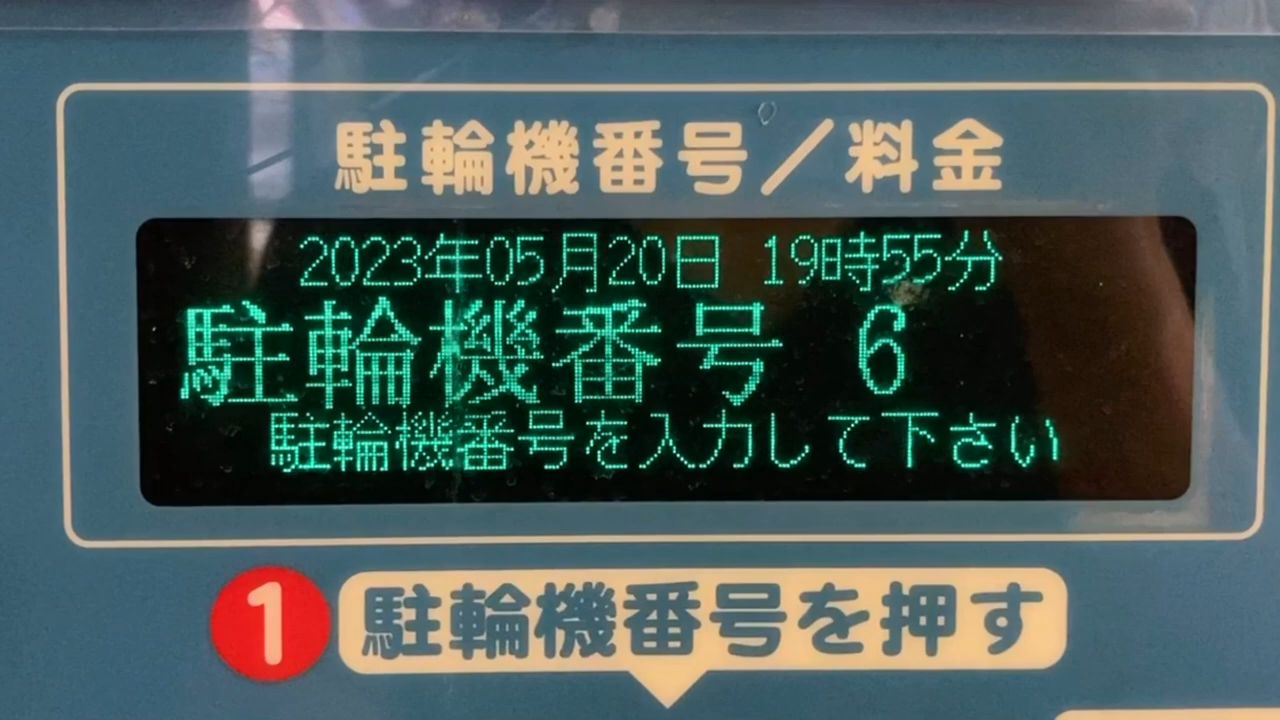 駐輪機番号／料金
2023年05月20日 19時55分
駐輪機番号 6
駐輪機番号を入力して下さい
1 駐輪機番号を押す